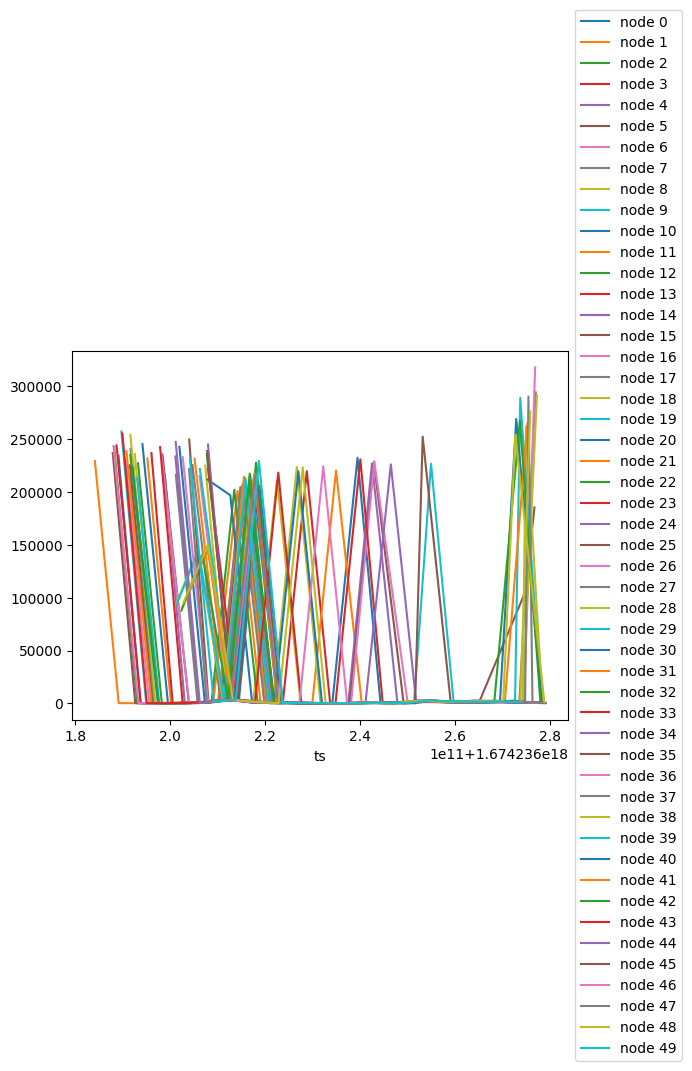 node 0
node 1
node 2
node 3
node 4
node 5
node 6
node 7
node 8
node 9
node 10
node 11
node 12
node 13
node 14
node 15
node 16
node 17
node 18
node 19
node 20
node 21
node 22
node 23
node 24
node 25
node 26
node 27
node 28
node 29
node 30
node 31
node 32
node 33
node 34
node 35
node 36
node 37
node 38
node 39
node 40
node 41
node 42
node 43
node 44
node 45
node 46
node 47
node 48
node 49
300000
250000
200000
150000
100000
50000
0
1.8 2.0 2.2 2.4 2.6 2.8
ts
1e11+1.674236e18